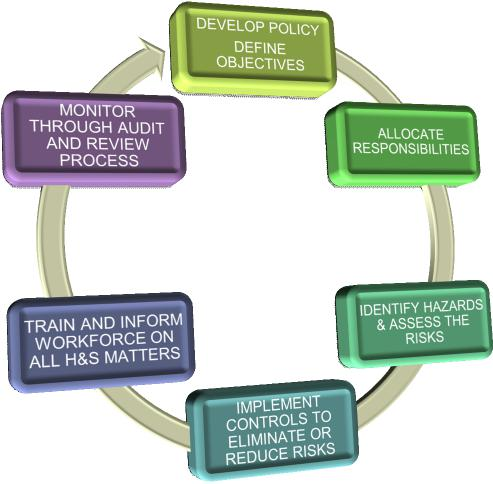 DEVELOP POLICY
DEFINE
OBJECTIVES
ALLOCATE
RESPONSIBILITIES
IDENTIFY HAZARDS
& ASSESS THE
RISKS
IMPLEMENT
CONTROLS TO
ELIMINATE OR
REDUCE RISKS
TRAIN AND INFORM
WORKFORCE ON
ALL H&S MATTERS
MONITOR
THROUGH AUDIT
AND REVIEW
PROCESS